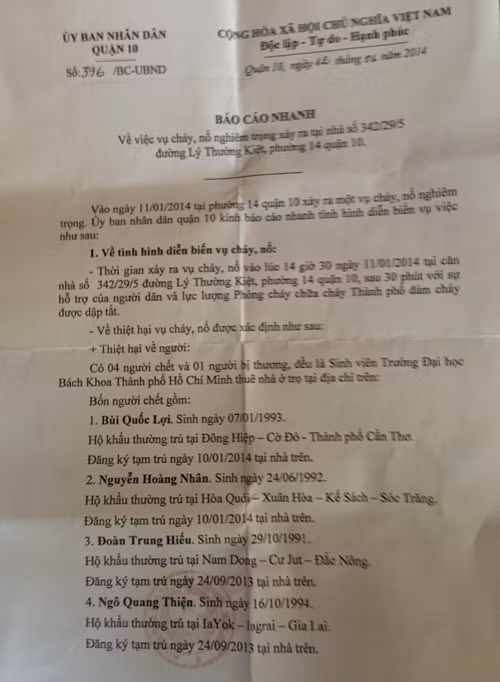 ỦY BAN NHÂN DÂN
QUẬN 10
Số: 396 /BC-UBND
CỘNG HÒA XÃ HỘI CHỦ NGHĨA VIỆT NAM
Độc lập - Tự do - Hạnh phúc
Quận 10, ngày 12 tháng 01 năm 2014
BÁO CÁO NHANH
Về việc vụ cháy, nổ nghiêm trọng xảy ra tại nhà số 342/29/5
đường Lý Thường Kiệt, phường 14 quận 10.
Vào ngày 11/01/2014 tại phường 14 quận 10 xảy ra một vụ cháy, nổ nghiêm
trọng. Ủy ban nhân dân quận 10 kính báo cáo nhanh tình hình diễn biến vụ việc
như sau:
1. Về tình hình diễn biến vụ cháy, nổ:
- Thời gian xảy ra vụ cháy, nổ vào lúc 14 giờ 30 ngày 11/01/2014 tại căn
nhà số 342/29/5 đường Lý Thường Kiệt, phường 14 quận 10, sau 30 phút với sự
hỗ trợ của người dân và lực lượng Phòng cháy chữa cháy Thành phố đám cháy
được dập tắt.
- Về thiệt hại vụ cháy, nổ được xác định như sau:
+ Thiệt hại về người:
Có 04 người chết và 01 người bị thương, đều là Sinh viên Trường Đại học
Bách Khoa Thành phố Hồ Chí Minh thuê nhà ở trọ tại địa chỉ trên:
Bốn người chết gồm:
1. Bùi Quốc Lợi. Sinh ngày 07/01/1993.
Hộ khẩu thường trú tại Đông Hiệp – Cờ Đỏ - Thành phố Cần Thơ.
Đăng ký tạm trú ngày 10/01/2014 tại nhà trên.
2. Nguyễn Hoàng Nhân. Sinh ngày 24/06/1992.
Hộ khẩu thường trú tại Hòa Quới – Xuân Hòa – Kế Sách – Sóc Trăng.
Đăng ký tạm trú ngày 10/01/2014 tại nhà trên.
3. Đoàn Trung Hiếu. Sinh ngày 29/10/1991.
Hộ khẩu thường trú tại Nam Dong – Cư Jut – Đắc Nông.
Đăng ký tạm trú ngày 24/09/2013 tại nhà trên.
4. Ngô Quang Thiện. Sinh ngày 16/10/1994.
Hộ khẩu thường trú tại IaYok – Iagrai – Gia Lai.
Đăng ký tạm trú ngày 24/09/2013 tại nhà trên.